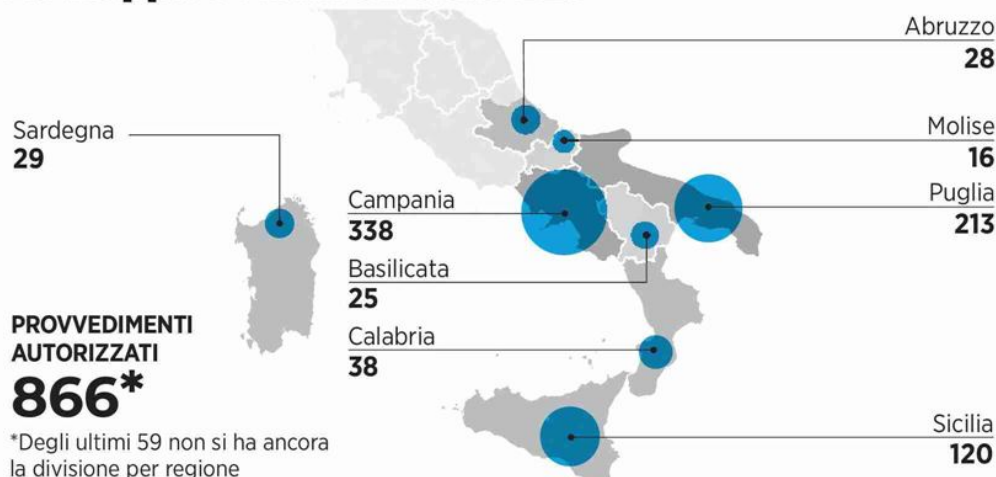 Abruzzo
28
Sardegna
29
Molise
16
Campania
338
Puglia
213
Basilicata
25
PROVVEDIMENTI
AUTORIZZATI
866*
Calabria
38
*Degli ultimi 59 non si ha ancora
la divisione per regione
Sicilia
120